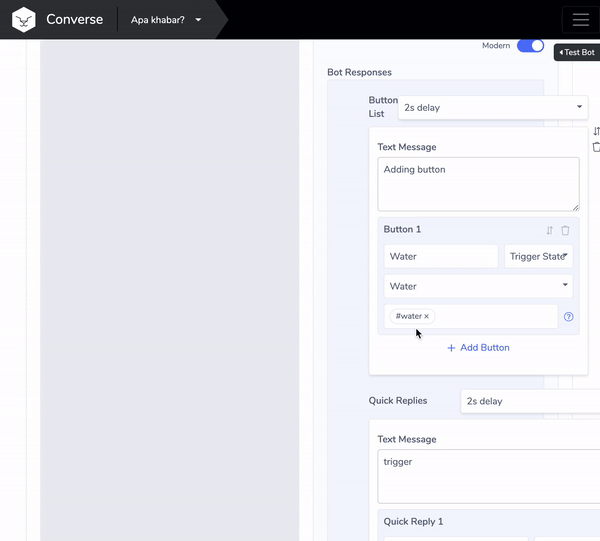 Converse
Apa khabar?
Modern
Test Bot
Bot Responses
Button List
2s delay
Text Message
Adding button
Button 1
Water
Trigger State
Water
#water ×
?
+ Add Button
Quick Replies
2s delay
Text Message
trigger
Quick Reply 1